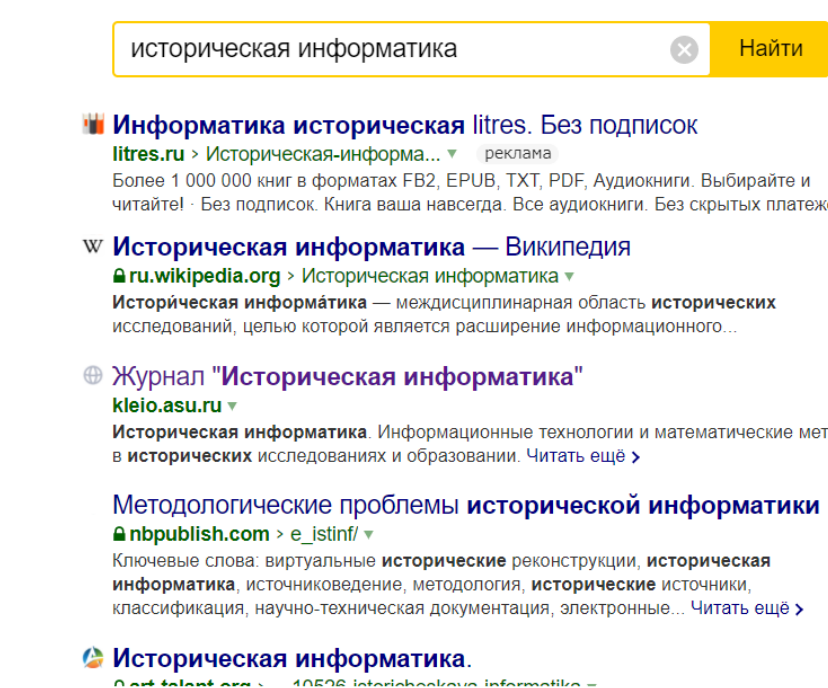 историческая информатика
Найти
Информатика историческая litres. Без подписок
litres.ru > Историческая-информа... ▼ реклама
Более 1 000 000 книг в форматах FB2, EPUB, TXT, PDF, Аудиокниги. Выбирайте и
читайте! · Без подписок. Книга ваша навсегда. Все аудиокниги. Без скрытых
W Историческая информатика — Википедия
ru.wikipedia.org > Историческая информатика ▼
Истори́ческая информа́тика — междисциплинарная область исторических
исследований, целью которой является расширение информационного...
Журнал "Историческая информатика"
kleio.asu.ru ▼
Историческая информатика. Информационные технологии и математические
в исторических исследованиях и образовании. Читать ещё >
Методологические проблемы исторической информатики
nbpublish.com > e_istinf/ ▼
Ключевые слова: виртуальные исторические реконструкции, историческая
информатика, источниковедение, методология, исторические источники,
классификация, научно-техническая документация, электронные... Читать ещё >
Историческая информатика.